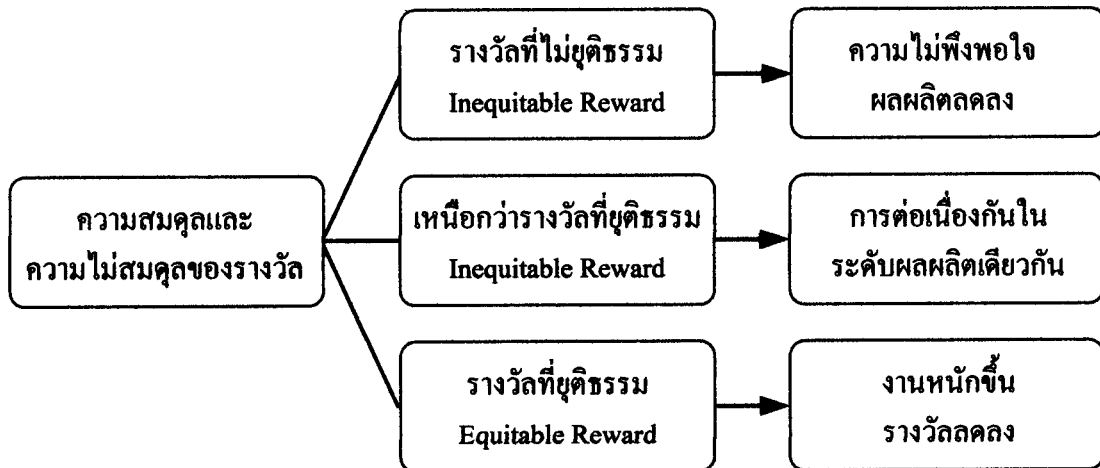 รางวัลที่ไม่ยุติธรรม
Inequitable Reward
ความไม่พึงพอใจ
ผลผลิตลดลง
ความสมดุลและ
ความไม่สมดุลของรางวัล
เหนือกว่ารางวัลที่ยุติธรรม
Inequitable Reward
การต่อเนื่องกันใน
ระดับผลผลิตเดียวกัน
รางวัลที่ยุติธรรม
Equitable Reward
งานหนักขึ้น
รางวัลลดลง